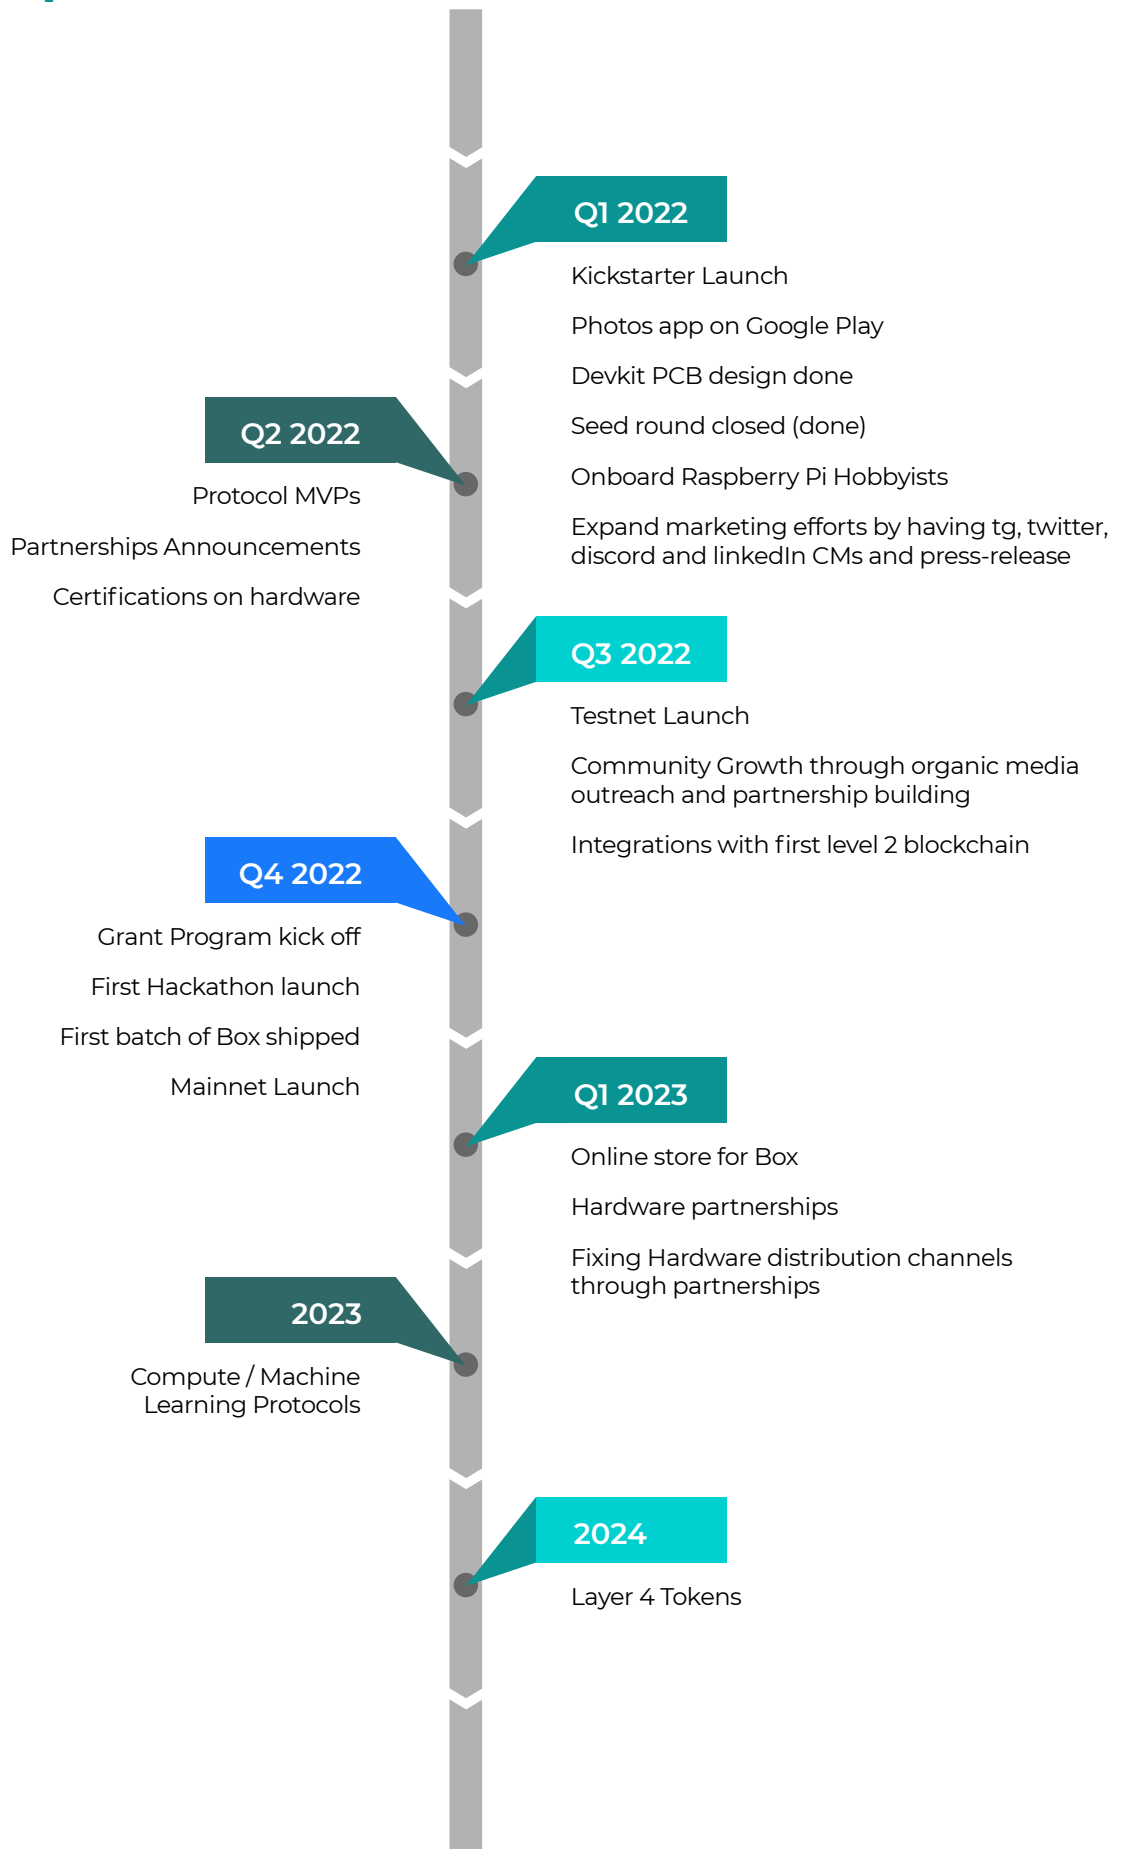 Q1 2022
Kickstarter Launch
Photos app on Google Play
Devkit PCB design done
Seed round closed (done)
Onboard Raspberry Pi Hobbyists
Expand marketing efforts by having tg, twitter,
discord and linkedIn CMs and press-release
Q2 2022
Protocol MVPs
Partnerships Announcements
Certifications on hardware
Q3 2022
Testnet Launch
Community Growth through organic media
outreach and partnership building
Integrations with first level 2 blockchain
Q4 2022
Grant Program kick off
First Hackathon launch
First batch of Box shipped
Mainnet Launch
Q1 2023
Online store for Box
Hardware partnerships
Fixing Hardware distribution channels
through partnerships
2023
Compute / Machine
Learning Protocols
2024
Layer 4 Tokens